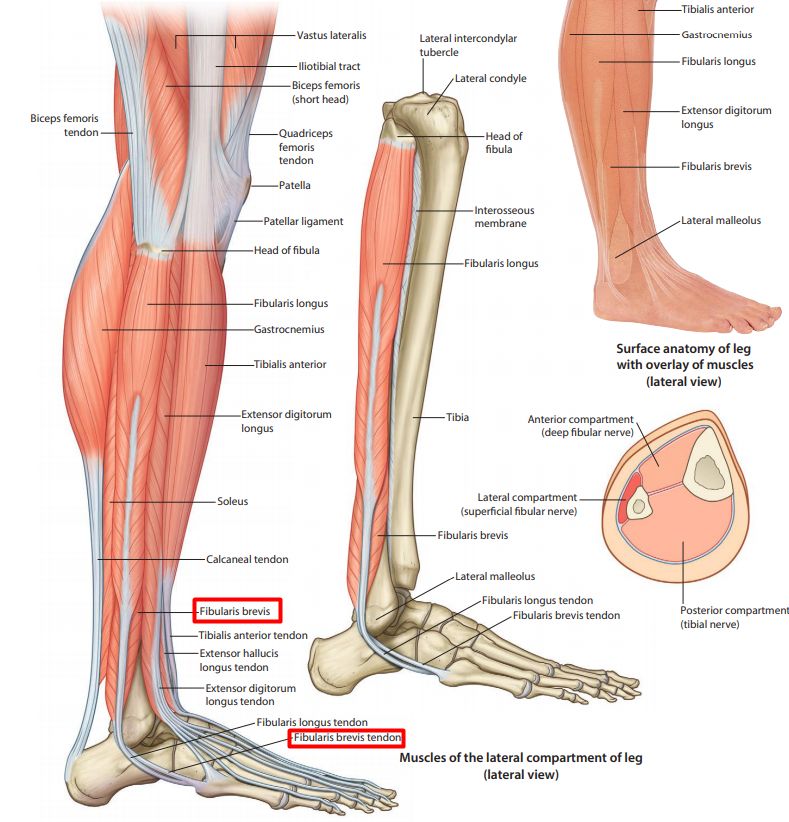 Vastus lateralis
Iliotibial tract
Biceps femoris
(short head)
Biceps femoris
tendon
Quadriceps
femoris
tendon
Patella
Patellar ligament
Head of fibula
Fibularis longus
Gastrocnemius
Tibialis anterior
Extensor digitorum
longus
Soleus
Calcaneal tendon
Fibularis brevis
Tibialis anterior tendon
Extensor hallucis
longus tendon
Extensor digitorum
longus tendon
Fibularis longus tendon
Fibularis brevis tendon
Lateral intercondylar
tubercle
Lateral condyle
Head of
fibula
Interosseous
membrane
Fibularis longus
Tibia
Fibularis brevis
Lateral malleolus
Fibularis longus tendon
Fibularis brevis tendon
Muscles of the lateral compartment of leg
(lateral view)
Tibialis anterior
Gastrocnemius
Fibularis longus
Extensor digitorum
longus
Fibularis brevis
Lateral malleolus
Surface anatomy of leg
with overlay of muscles
(lateral view)
Anterior compartment
(deep fibular nerve)
Lateral compartment
(superficial fibular nerve)
Posterior compartment
(tibial nerve)